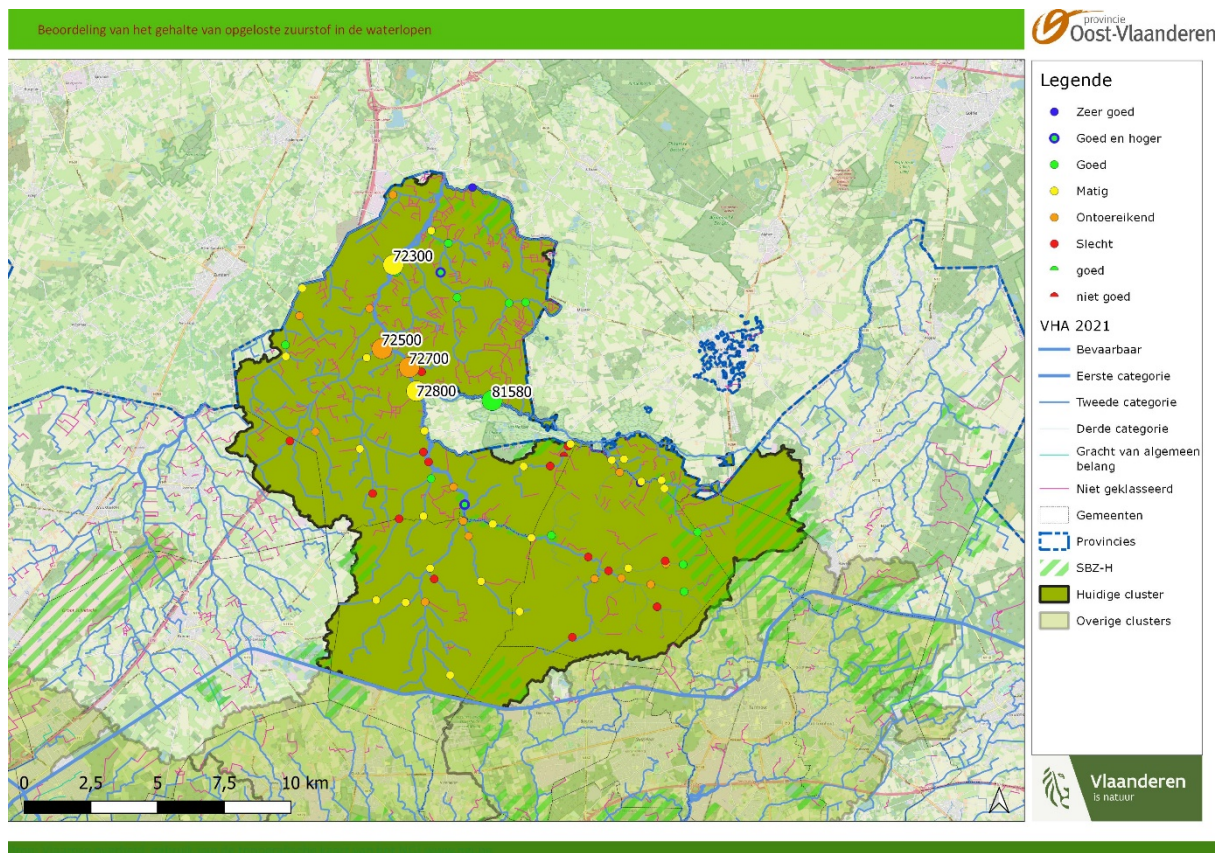 Beoordeling van het gehalte van opgeloste zuurstof in de waterlopen
provincie
Oost-Vlaanderen
72300
72500
72700
72800
81580
0 2,5 5 7,5 10 km
Legende
Zeer goed
Goed en hoger
Goed
Matig
Ontoereikend
Slecht
goed
niet goed
VHA 2021
Bevaarbaar
Eerste categorie
Tweede categorie
Derde categorie
Gracht van algemeen
belang
Niet geklasseerd
Gemeenten
Provincies
SBZ-H
Huidige cluster
Overige clusters
Vlaanderen
is natuur